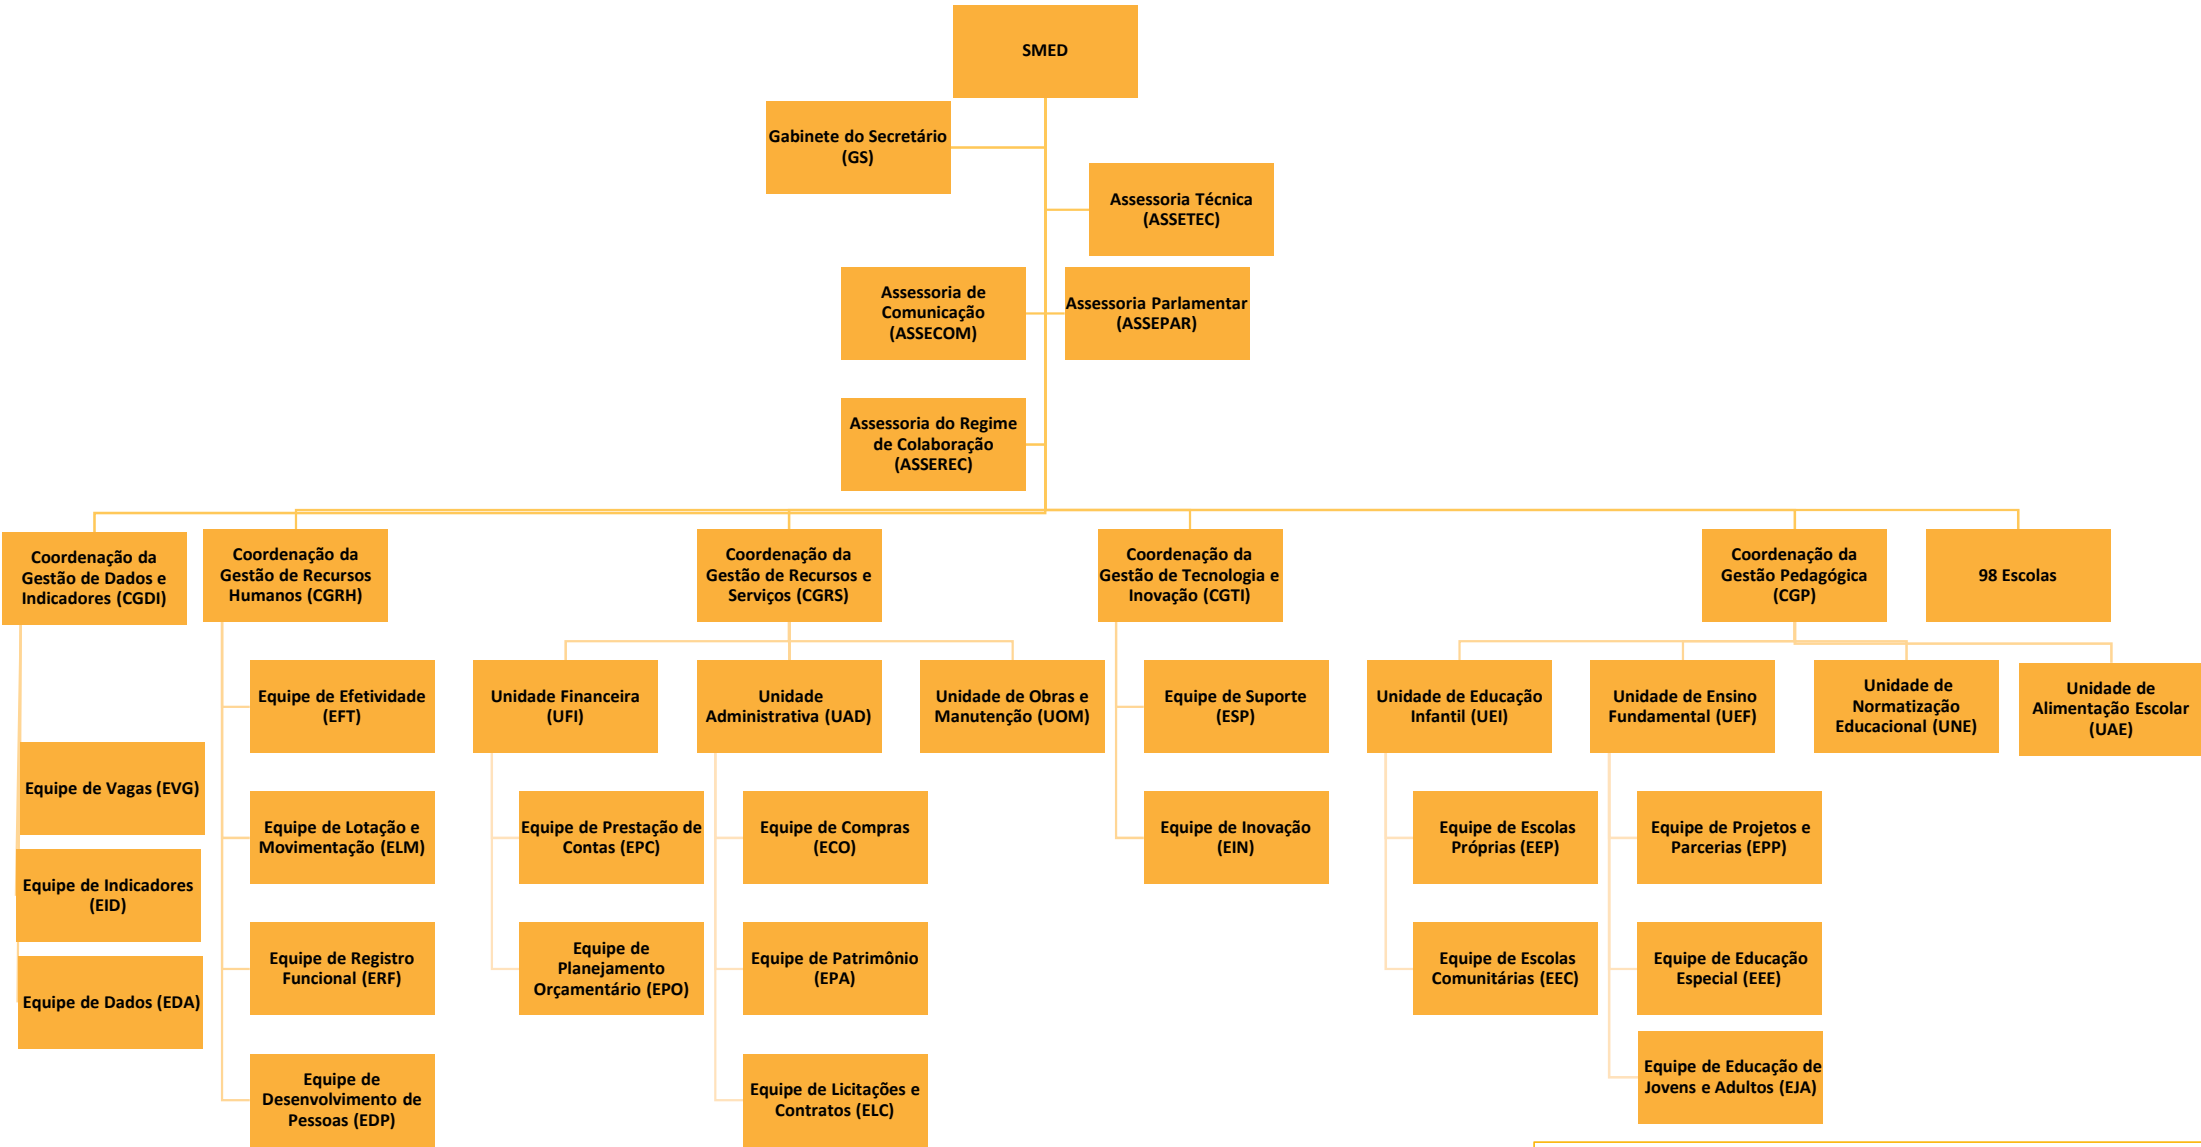 SMED
Gabinete do Secretário
(GS)
Assessoria Técnica
(ASSETEC)
Assessoria de
Comunicação
(ASSECOM)
Assessoria Parlamentar
(ASSEPAR)
Assessoria do Regime
de Colaboração
(ASSEREC)
Coordenação da
Gestão de Dados e
Indicadores (CGDI)
Coordenação da
Gestão de Recursos
Humanos (CGRH)
Coordenação da
Gestão de Recursos e
Serviços (CGRS)
Coordenação da
Gestão de Tecnologia e
Inovação (CGTI)
Coordenação da
Gestão Pedagógica
(CGP)
98 Escolas
Equipe de Vagas (EVG)
Equipe de Indicadores
(EID)
Equipe de Dados (EDA)
Equipe de Efetividade
(EFT)
Equipe de Lotação e
Movimentação (ELM)
Equipe de Registro
Funcional (ERF)
Equipe de
Desenvolvimento de
Pessoas (EDP)
Unidade Financeira
(UFI)
Equipe de Prestação de
Contas (EPC)
Equipe de
Planejamento
Orçamentário (EPO)
Unidade
Administrativa (UAD)
Equipe de Compras
(ECO)
Equipe de Patrimônio
(EPA)
Equipe de Licitações e
Contratos (ELC)
Unidade de Obras e
Manutenção (UOM)
Equipe de Suporte
(ESP)
Equipe de Inovação
(EIN)
Unidade de Educação
Infantil (UEI)
Equipe de Escolas
Próprias (EEP)
Equipe de Escolas
Comunitárias (EEC)
Unidade de Ensino
Fundamental (UEF)
Equipe de Projetos e
Parcerias (EPP)
Equipe de Educação
Especial (EEE)
Equipe de Educação de
Jovens e Adultos (EJA)
Unidade de
Normatização
Educacional (UNE)
Unidade de
Alimentação Escolar
(UAE)